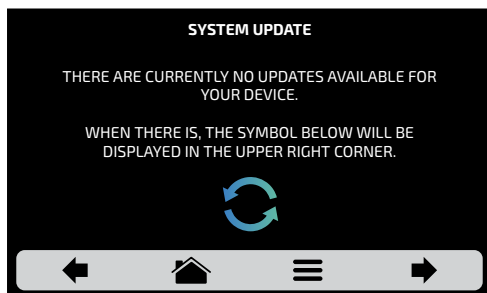 SYSTEM UPDATE
THERE ARE CURRENTLY NO UPDATES AVAILABLE FOR
YOUR DEVICE.
WHEN THERE IS, THE SYMBOL BELOW WILL BE
DISPLAYED IN THE UPPER RIGHT CORNER.